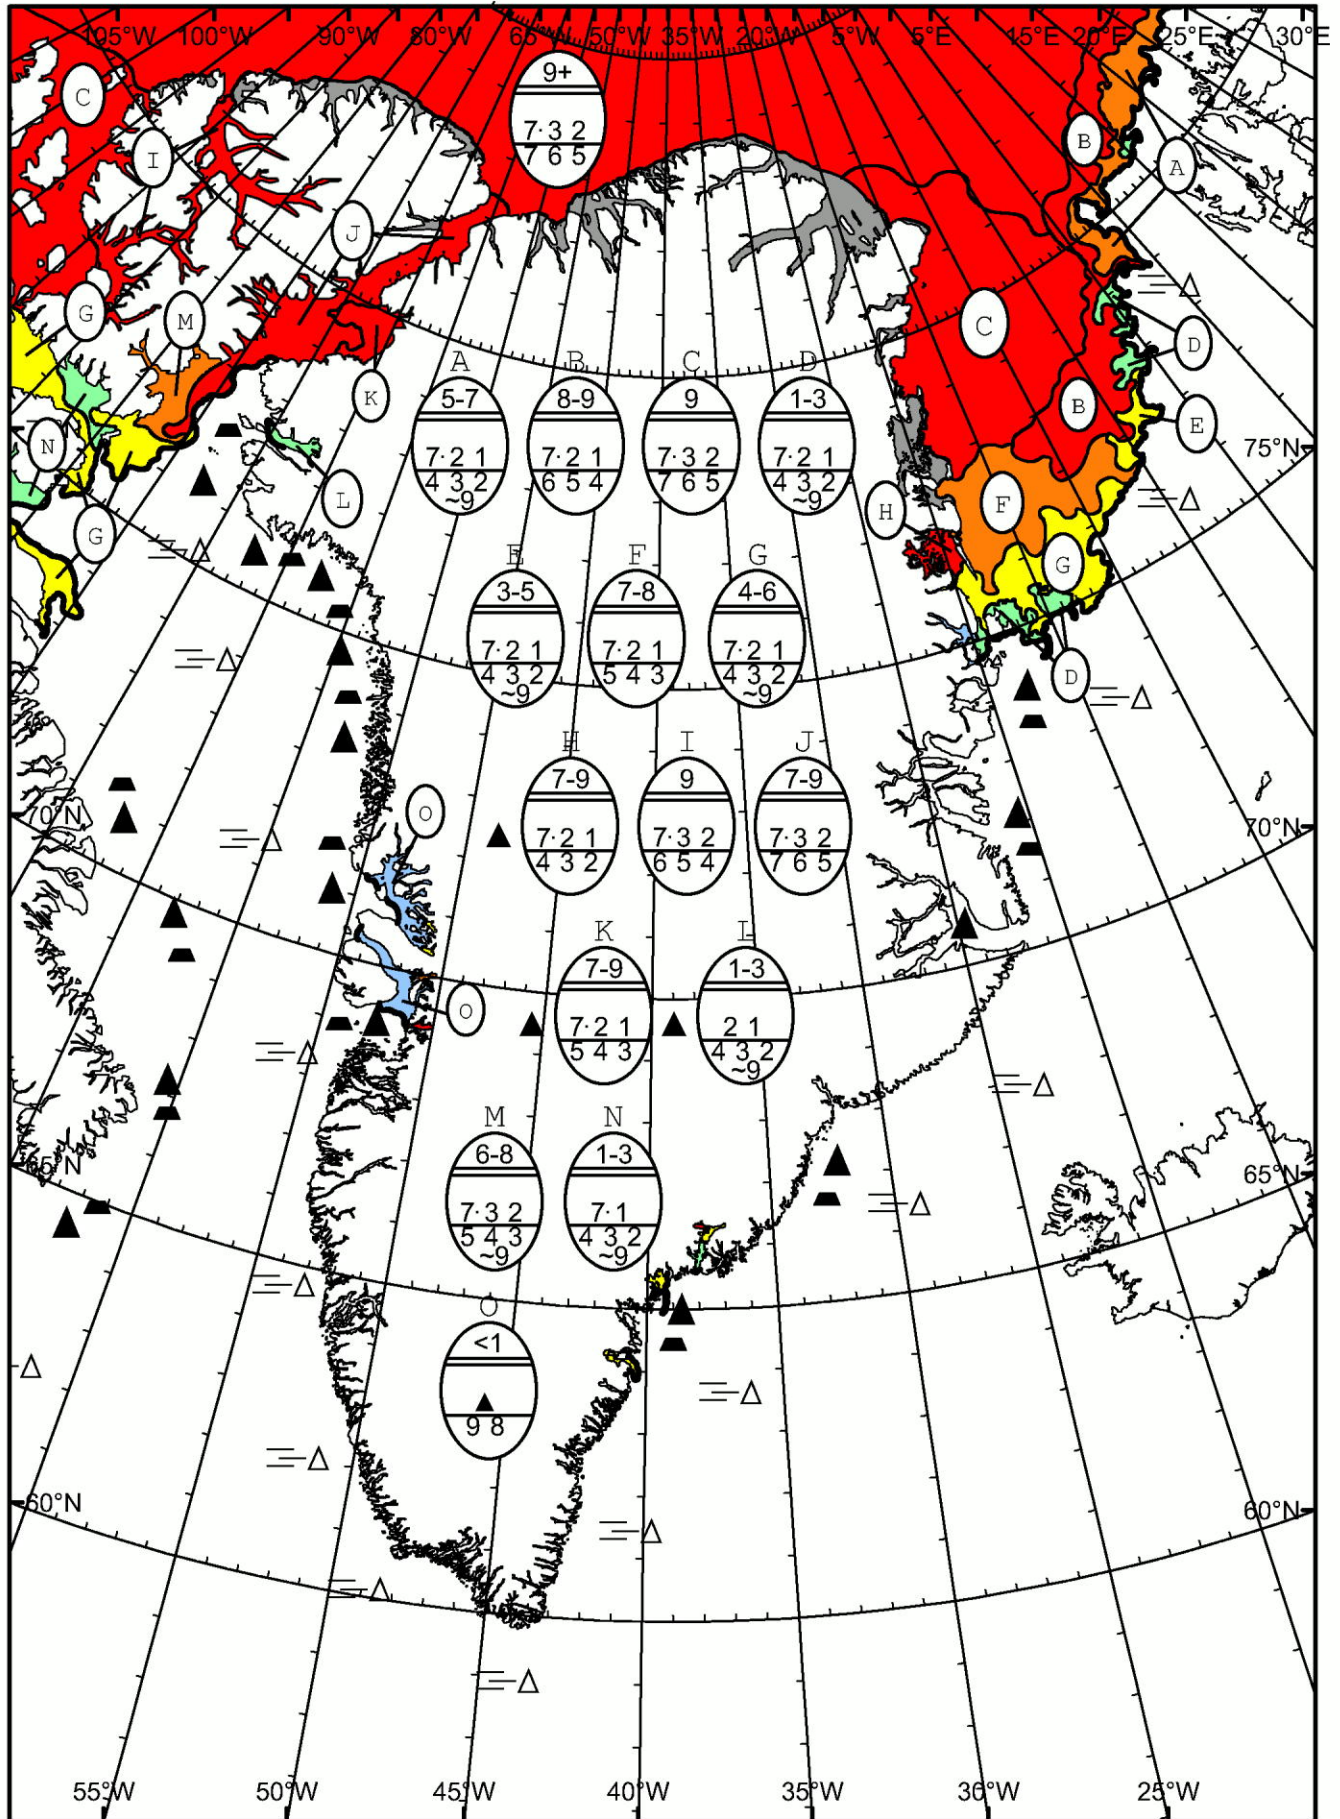 105°W 100°W 90°W 80°W 65°W 50°W 35°W 20°W 5°W 5°E 15°E 20°E 25°E 30°E
9+
7· 3 2
7 6 5
C
B
I
A
J
G
M
C
D
K
A B C D
5-7 8-9 9 1-3
7· 2 1 7· 2 1 7· 3 2 7· 2 1
4 3 2 6 5 4 7 6 5 4 3 2
~9 ~9
B
E
N
75°N
L
H
F
G
G
E F G
3-5 7-8 4-6
7· 2 1 7· 2 1 7· 2 1
4 3 2 5 4 3 4 3 2
~9 ~9
D
H I J
7-9 9 7-9
7· 2 1 7· 3 2 7· 3 2
4 3 2 6 5 4 7 6 5
O
70°N 70°N
K L
7-9 1-3
7· 2 1 2 1
5 4 3 4 3 2
~9
O
M N
6-8 1-3
7· 3 2 7· 1
5 4 3 4 3 2
~9 ~9
65°N 65°N
O
<1
9 8
60°N 60°N
55°W 50°W 45°W 40°W 35°W 30°W 25°W